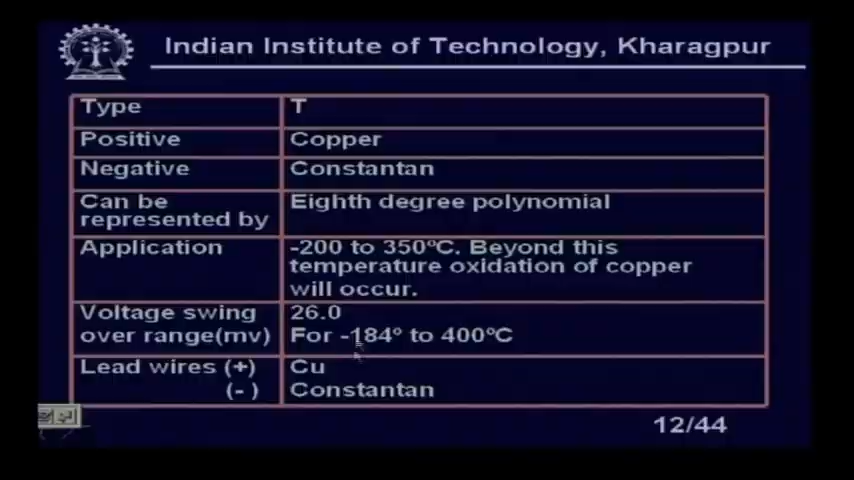 Indian Institute of Technology, Kharagpur
Type T
Positive Copper
Negative Constantan
Can be represented by Eighth degree polynomial
Application -200 to 350ºC. Beyond this
temperature oxidation of copper
will occur.
Voltage swing 26.0
over range(mv) For -184º to 400ºC
Lead wires (+) Cu
(-) Constantan
12/44